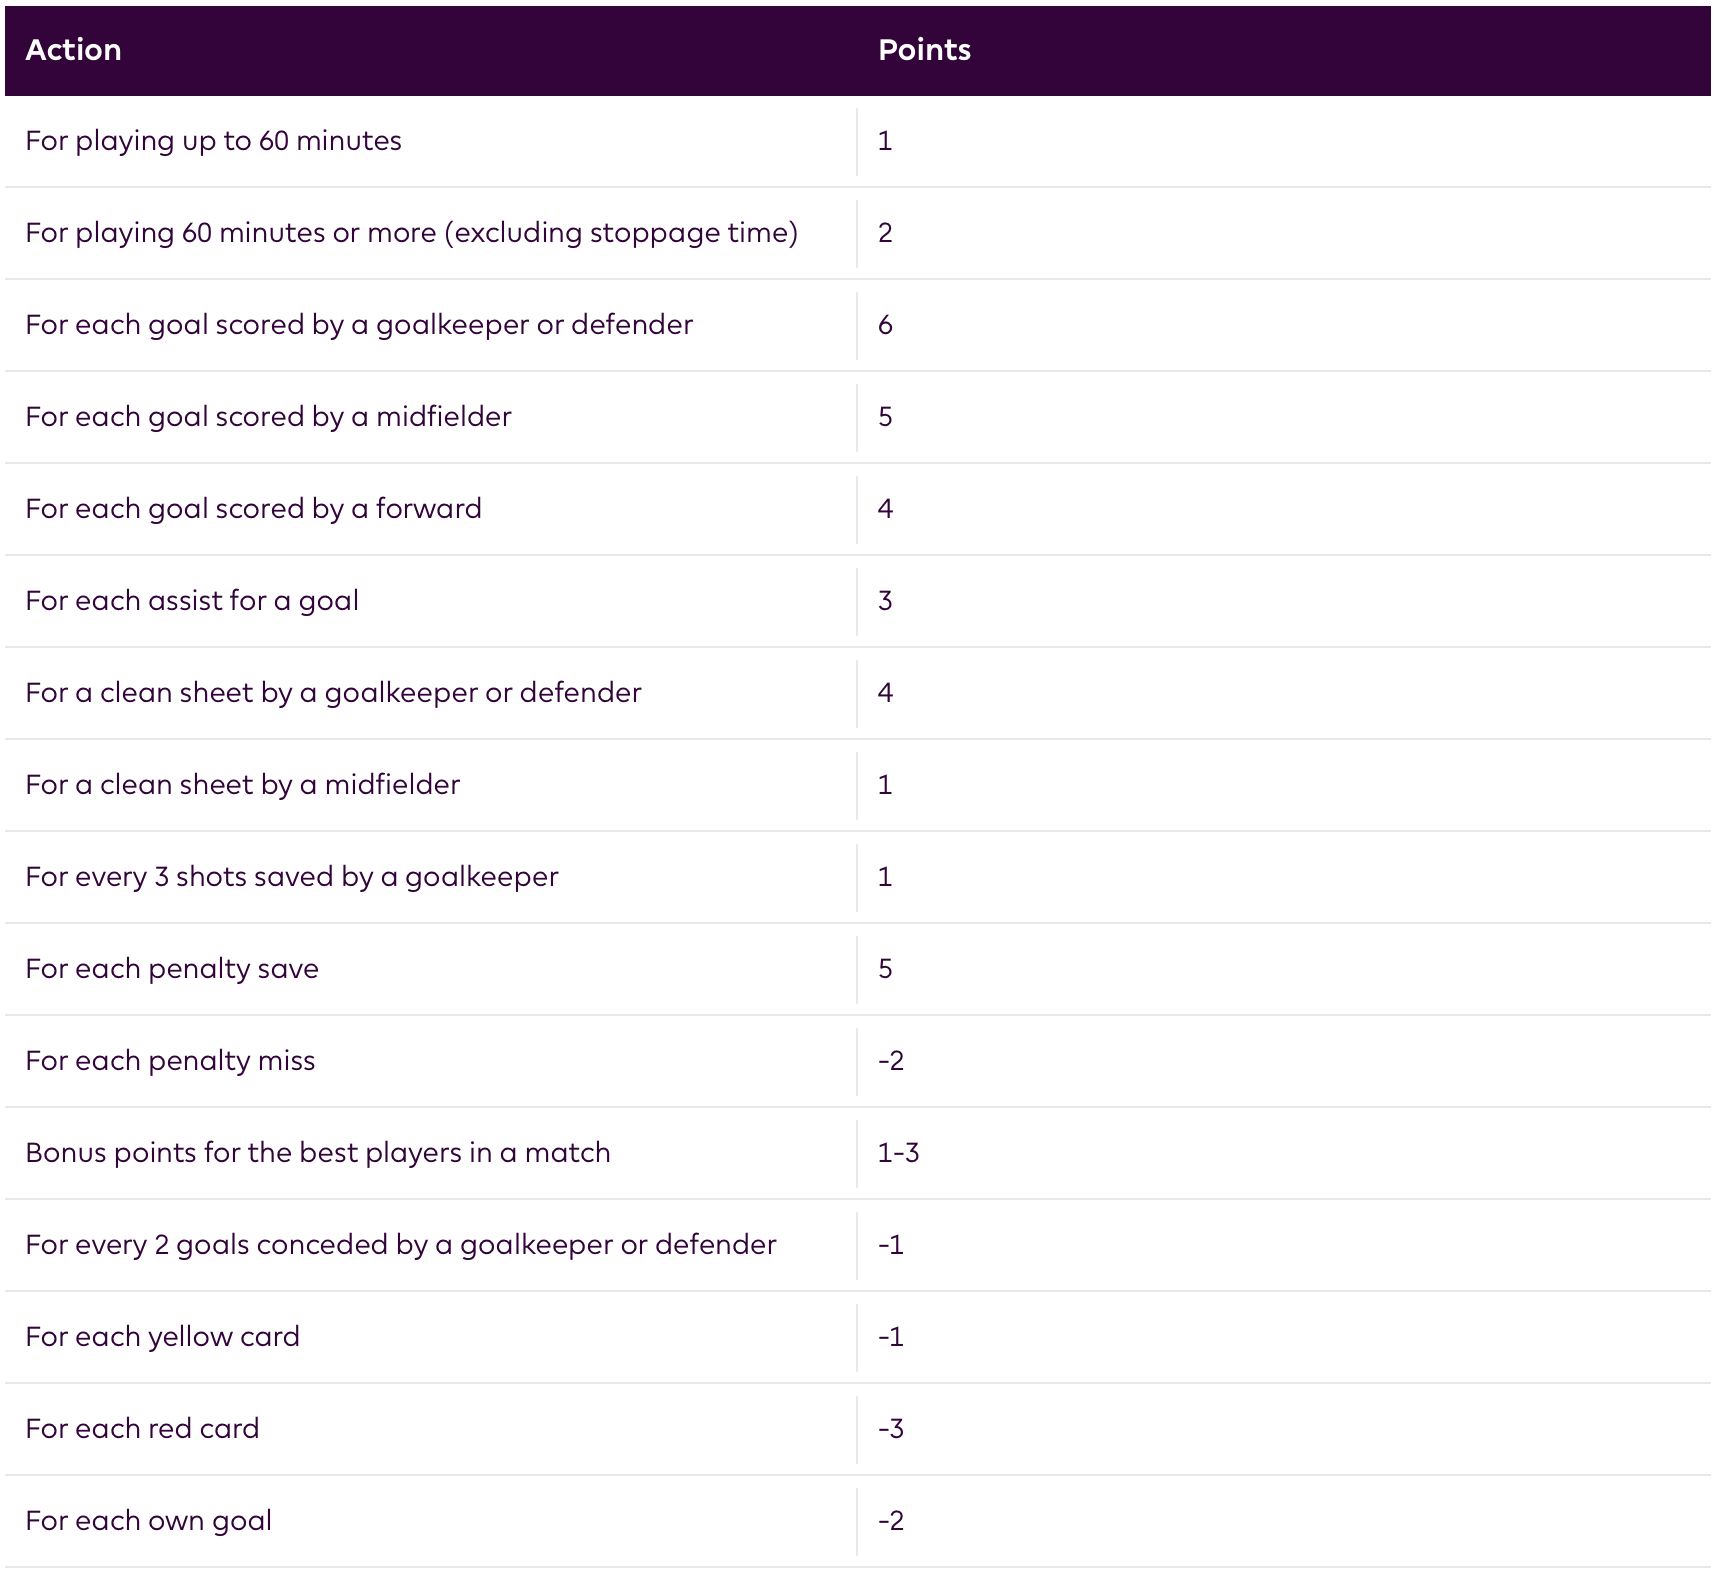 Action Points
For playing up to 60 minutes 1
For playing 60 minutes or more (excluding stoppage time) 2
For each goal scored by a goalkeeper or defender 6
For each goal scored by a midfielder 5
For each goal scored by a forward 4
For each assist for a goal 3
For a clean sheet by a goalkeeper or defender 4
For a clean sheet by a midfielder 1
For every 3 shots saved by a goalkeeper 1
For each penalty save 5
For each penalty miss -2
Bonus points for the best players in a match 1-3
For every 2 goals conceded by a goalkeeper or defender -1
For each yellow card -1
For each red card -3
For each own goal -2